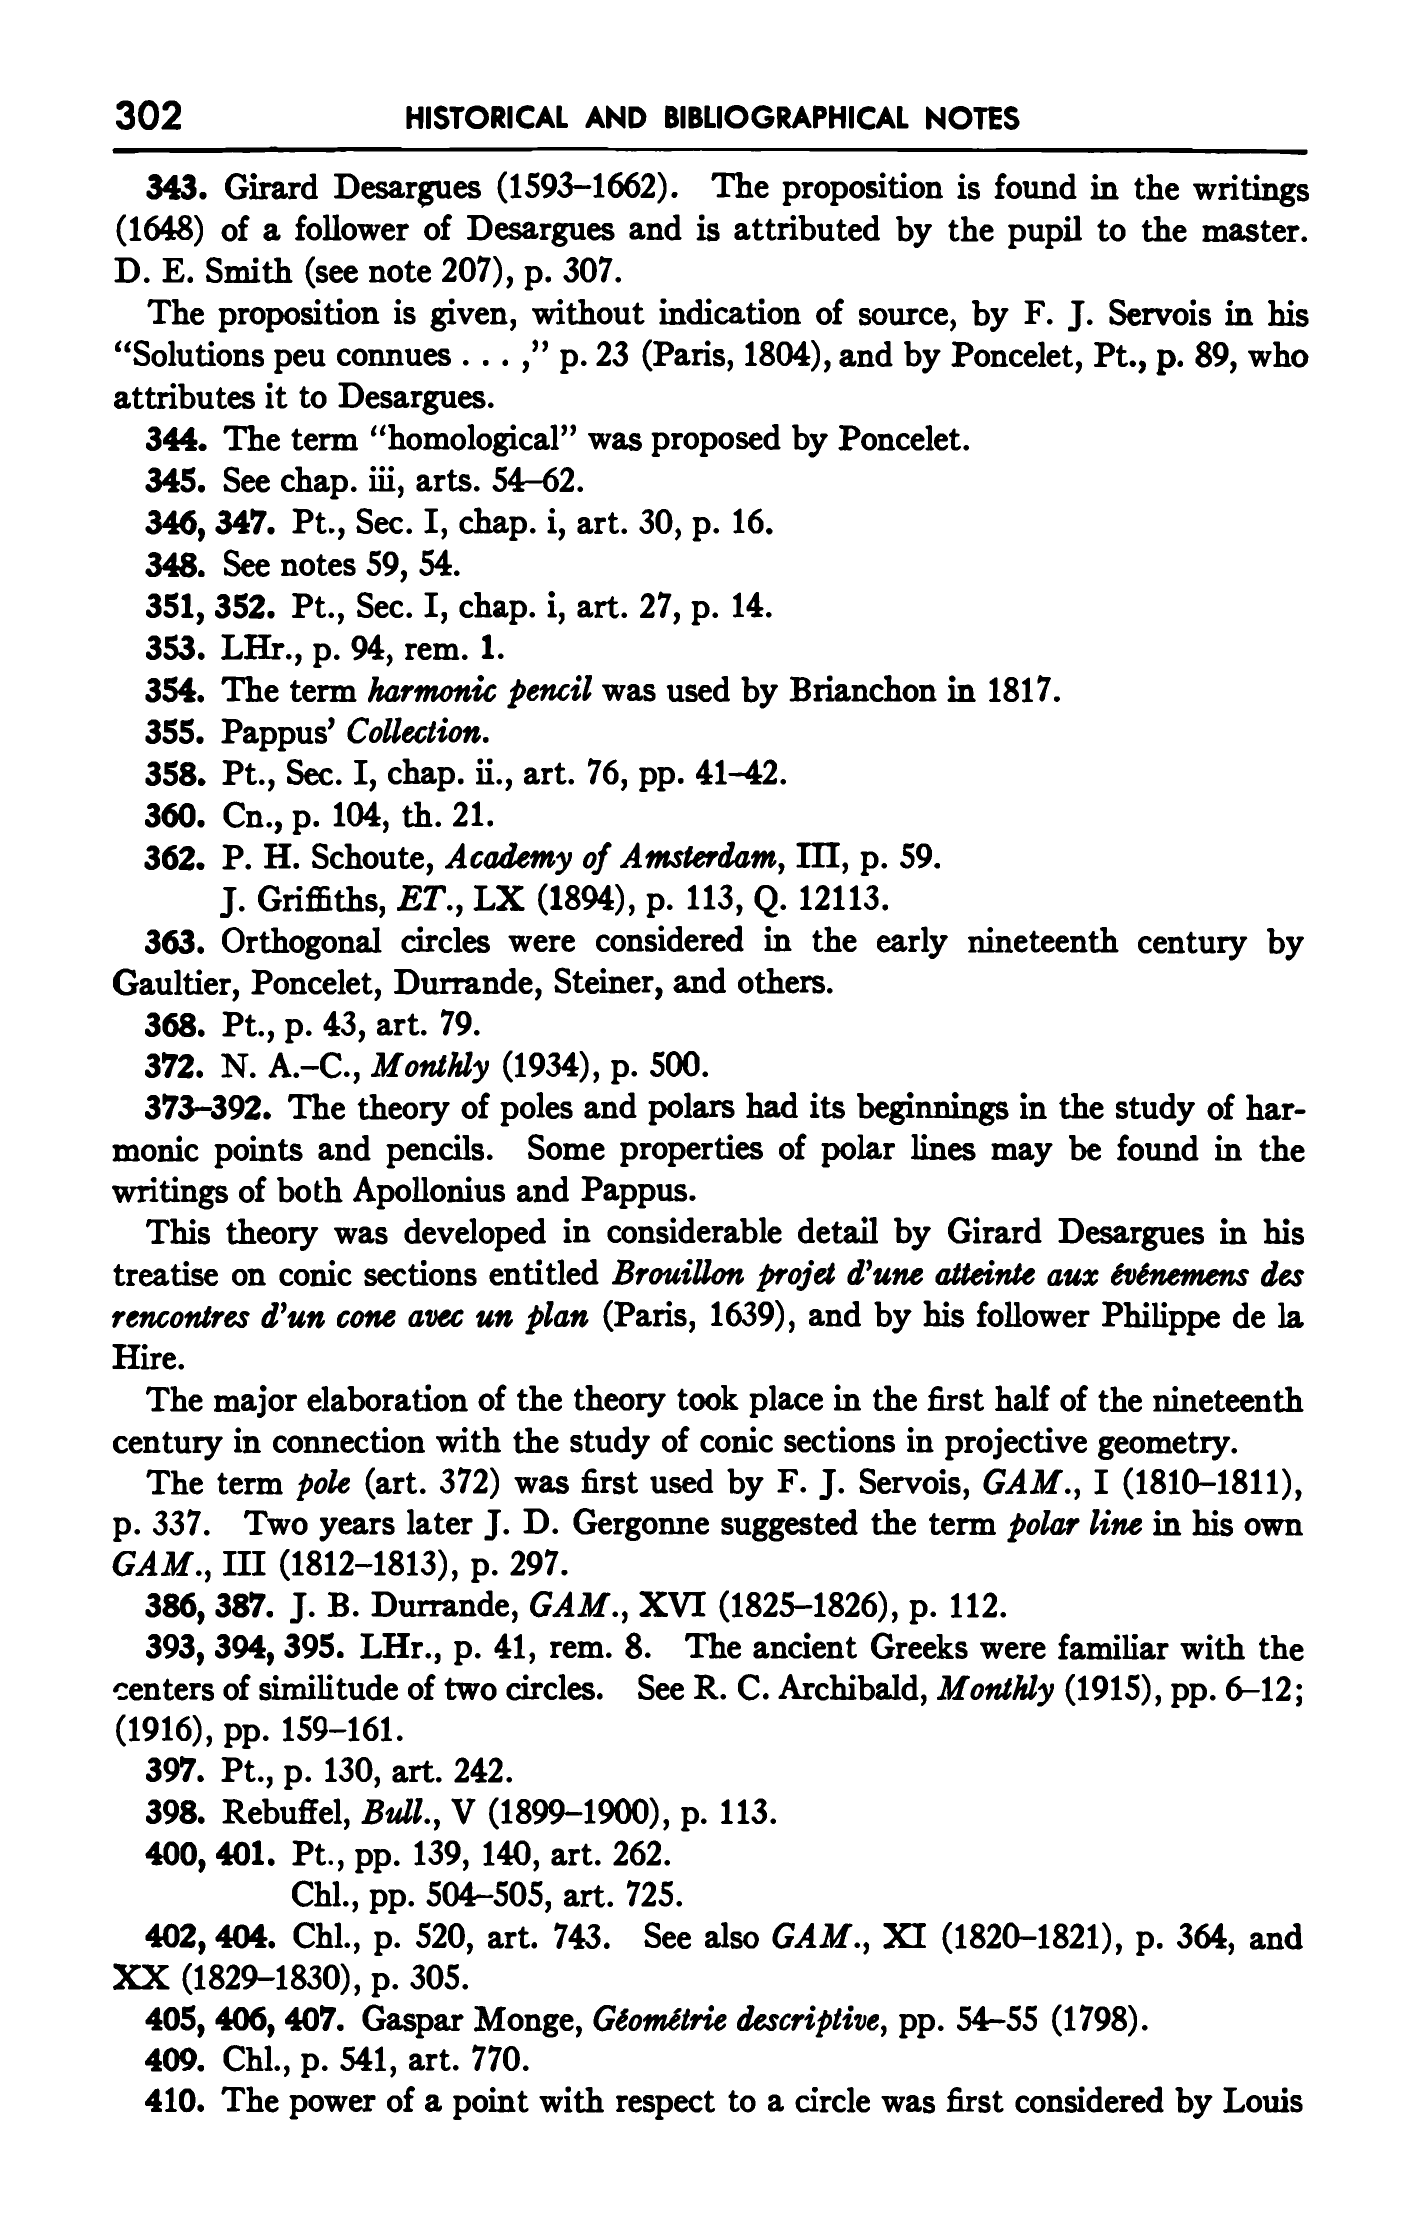 302 HISTORICAL AND BIBLIOGRAPHICAL NOTES
343. Girard Desargues (1593–1662). The proposition is found in the writings
(1648) of a follower of Desargues and is attributed by the pupil to the master.
D. E. Smith (see note 207), p. 307.
The proposition is given, without indication of source, by F. J. Servois in his
“Solutions peu connues . . . ,” p. 23 (Paris, 1804), and by Poncelet, Pt., p. 89, who
attributes it to Desargues.
344. The term “homological” was proposed by Poncelet.
345. See chap. iii, arts. 54–62.
346, 347. Pt., Sec. I, chap. i, art. 30, p. 16.
348. See notes 59, 54.
351, 352. Pt., Sec. I, chap. i, art. 27, p. 14.
353. LHr., p. 94, rem. 1.
354. The term harmonic pencil was used by Brianchon in 1817.
355. Pappus’ Collection.
358. Pt., Sec. I, chap. ii., art. 76, pp. 41–42.
360. Cn., p. 104, th. 21.
362. P. H. Schoute, Academy of Amsterdam, III, p. 59.
J. Griffiths, ET., LX (1894), p. 113, Q. 12113.
363. Orthogonal circles were considered in the early nineteenth century by
Gaultier, Poncelet, Durrande, Steiner, and others.
368. Pt., p. 43, art. 79.
372. N. A.–C., Monthly (1934), p. 500.
373–392. The theory of poles and polars had its beginnings in the study of har-
monic points and pencils. Some properties of polar lines may be found in the
writings of both Apollonius and Pappus.
This theory was developed in considerable detail by Girard Desargues in his
treatise on conic sections entitled Brouillon projet d’une atteinte aux événemens des
rencontres d’un cone avec un plan (Paris, 1639), and by his follower Philippe de la
Hire.
The major elaboration of the theory took place in the first half of the nineteenth
century in connection with the study of conic sections in projective geometry.
The term pole (art. 372) was first used by F. J. Servois, GAM., I (1810–1811),
p. 337. Two years later J. D. Gergonne suggested the term polar line in his own
GAM., III (1812–1813), p. 297.
386, 387. J. B. Durrande, GAM., XVI (1825–1826), p. 112.
393, 394, 395. LHr., p. 41, rem. 8. The ancient Greeks were familiar with the
centers of similitude of two circles. See R. C. Archibald, Monthly (1915), pp. 6–12;
(1916), pp. 159–161.
397. Pt., p. 130, art. 242.
398. Rebuffel, Bull., V (1899–1900), p. 113.
400, 401. Pt., pp. 139, 140, art. 262.
Chl., pp. 504–505, art. 725.
402, 404. Chl., p. 520, art. 743. See also GAM., XI (1820–1821), p. 364, and
XX (1829–1830), p. 305.
405, 406, 407. Gaspar Monge, Géométrie descriptive, pp. 54–55 (1798).
409. Chl., p. 541, art. 770.
410. The power of a point with respect to a circle was first considered by Louis